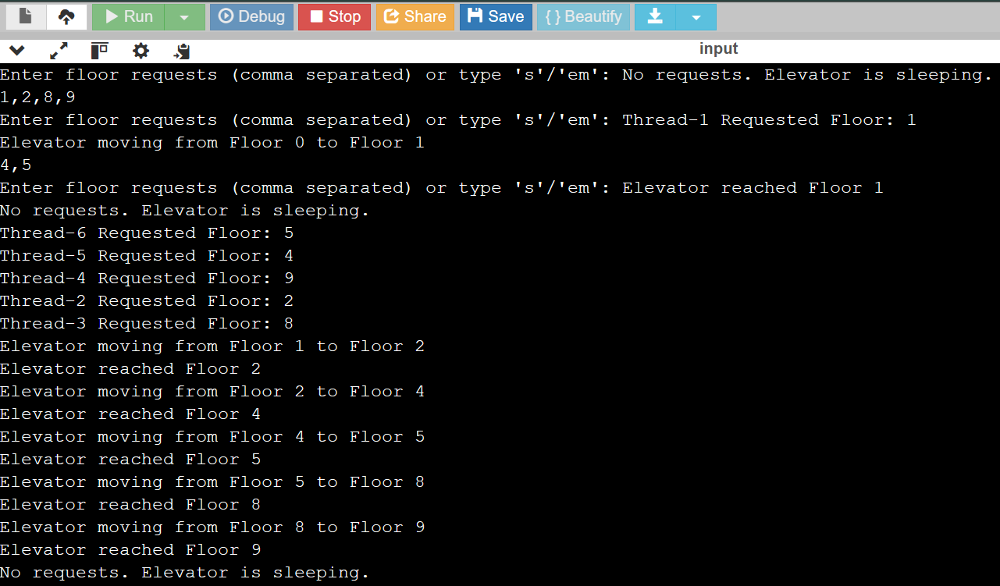 Run Debug Stop Share Save { } Beautify
input
Enter floor requests (comma separated) or type 's'/'em': No requests. Elevator is sleeping.
1,2,8,9
Enter floor requests (comma separated) or type 's'/'em': Thread-1 Requested Floor: 1
Elevator moving from Floor 0 to Floor 1
4,5
Enter floor requests (comma separated) or type 's'/'em': Elevator reached Floor 1
No requests. Elevator is sleeping.
Thread-6 Requested Floor: 5
Thread-5 Requested Floor: 4
Thread-4 Requested Floor: 9
Thread-2 Requested Floor: 2
Thread-3 Requested Floor: 8
Elevator moving from Floor 1 to Floor 2
Elevator reached Floor 2
Elevator moving from Floor 2 to Floor 4
Elevator reached Floor 4
Elevator moving from Floor 4 to Floor 5
Elevator reached Floor 5
Elevator moving from Floor 5 to Floor 8
Elevator reached Floor 8
Elevator moving from Floor 8 to Floor 9
Elevator reached Floor 9
No requests. Elevator is sleeping.